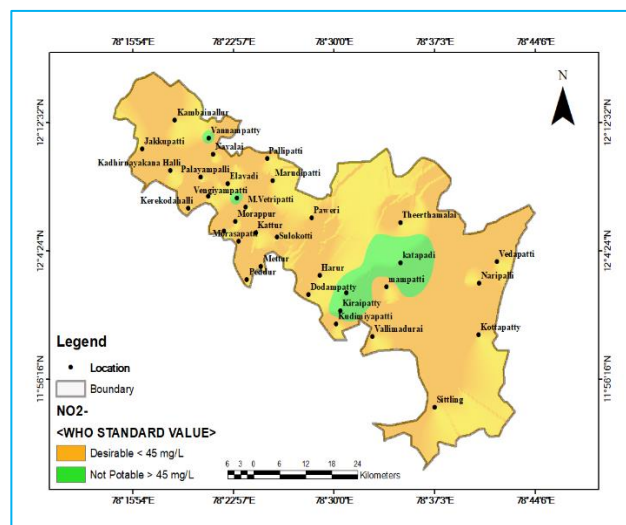 78°15'54"E 78°22'57"E 78°30'0"E 78°37'3"E 78°44'6"E
N
12°12'32"N 12°12'32"N
Kambainallur
Vannampatty
Jakkupatti
Navalai
Pallipatti
Kadhirnayakana Halli
Palayampalli
Elavadi
Marudipatti
Vengiyampatti
Kerekodahalli
M.Vetripatti
Morappur
Paweri
Theerthamalai
Kattur
Sulokotti
12°4'24"N 12°4'24"N
katapadi
Vedapatti
Mettur
Harur
Peddur
mampatti
Naripalli
Dodampatty
Kiraipatty
Kudimiyapatti
Vallimadurai
Kottapatty
11°56'16"N 11°56'16"N
Sittling
Legend
Location
Boundary
NO2-
<WHO STANDARD VALUE>
Desirable < 45 mg/L
Not Potable > 45 mg/L
6 3 0 6 12 18 24
Kilometers
78°15'54"E 78°22'57"E 78°30'0"E 78°37'3"E 78°44'6"E